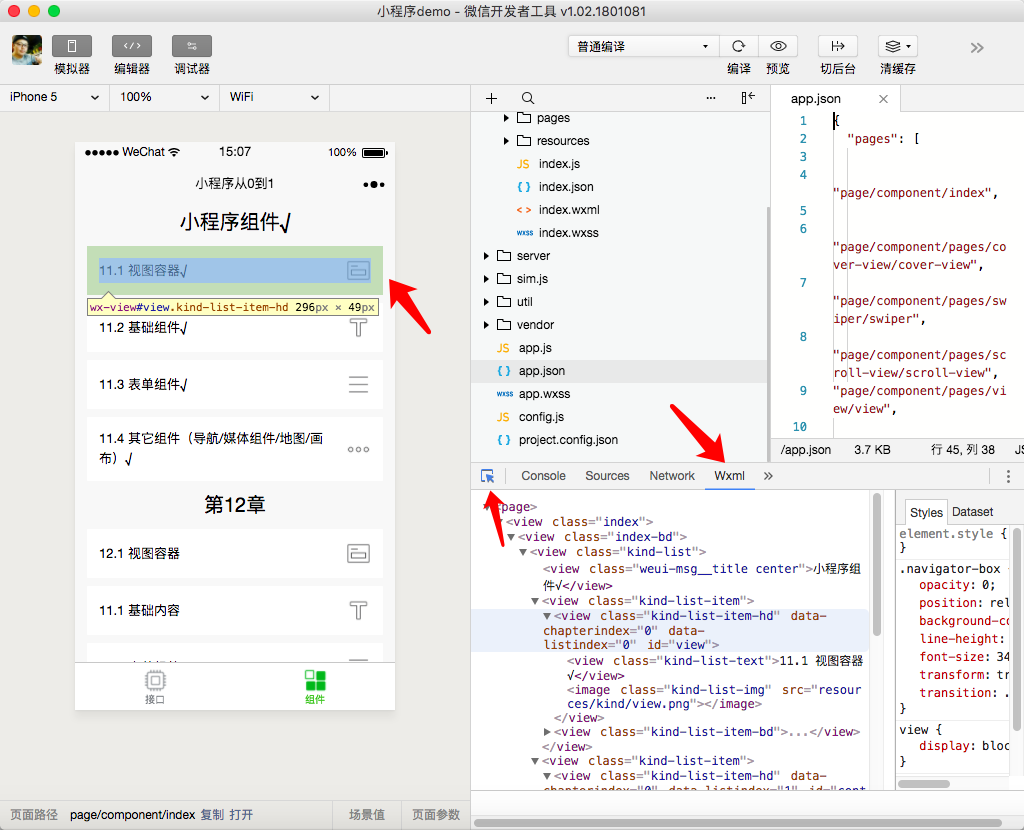 小程序demo - 微信开发者工具 v1.02.1801081
模拟器
编辑器
调试器
普通编译
编译
预览
切后台
清缓存
iPhone 5
100%
WiFi
WeChat
15:07
100%
小程序从0到1
小程序组件√
11.1 视图容器√
wx-view#view.kind-list-item-hd 296px × 49px
11.2 基础组件√
11.3 表单组件√
11.4 其它组件（导航/媒体组件/地图/画
布）√
第12章
12.1 视图容器
11.1 基础内容
接口
组件
页面路径 page/component/index 复制 打开
场景值
页面参数
pages
resources
JS index.js
{ } index.json
< > index.wxml
wxss index.wxss
server
sim.js
util
vendor
JS app.js
{ } app.json
wxss app.wxss
JS config.js
{ } project.config.json
app.json
1 {
2 "pages": [
3
4
"page/component/index",
5
6
"page/component/pages/co
ver-view/cover-view",
7
"page/component/pages/sw
iper/swiper",
8
"page/component/pages/sc
roll-view/scroll-view",
9 "page/component/pages/vi
ew/view",
10
/app.json 3.7 KB 行 45, 列 38 JS
Console Sources Network Wxml
<page>
<view class="index">
<view class="index-bd">
<view class="kind-list">
<view class="weui-msg__title center">小程序组
件√</view>
<view class="kind-list-item">
<view class="kind-list-item-hd" data-
chapterindex="0" data-
listindex="0" id="view">
<view class="kind-list-text">11.1 视图容器
√</view>
<image class="kind-list-img" src="resour
ces/kind/view.png"></image>
</view>
<view class="kind-list-item-bd">...</view>
</view>
<view class="kind-list-item">
<view class="kind-list-item-hd" data-
chapterindex="0" data-listindex="1" id="cont
Styles Dataset
element.style {
}
.navigator-box
opacity: 0;
position: rel
background-co
line-height:
font-size: 34
transform: tr
transition: .
}
view {
display: bloc
}